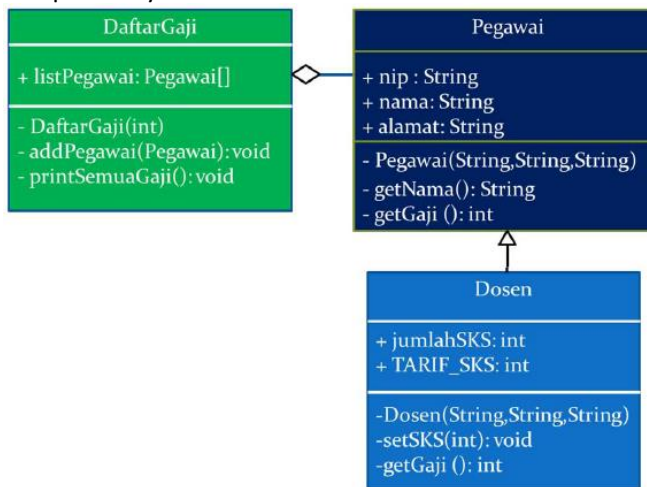 DaftarGaji
+ listPegawai: Pegawai[]
- DaftarGaji(int)
- addPegawai(Pegawai):void
- printSemuaGaji(): void
Pegawai
+ nip : String
+ nama: String
+ alamat: String
- Pegawai(String,String,String)
- getNama(): String
- getGaji (): int
Dosen
+ jumlahSKS: int
+ TARIF_SKS: int
-Dosen(String,String,String)
-setSKS(int): void
-getGaji (): int